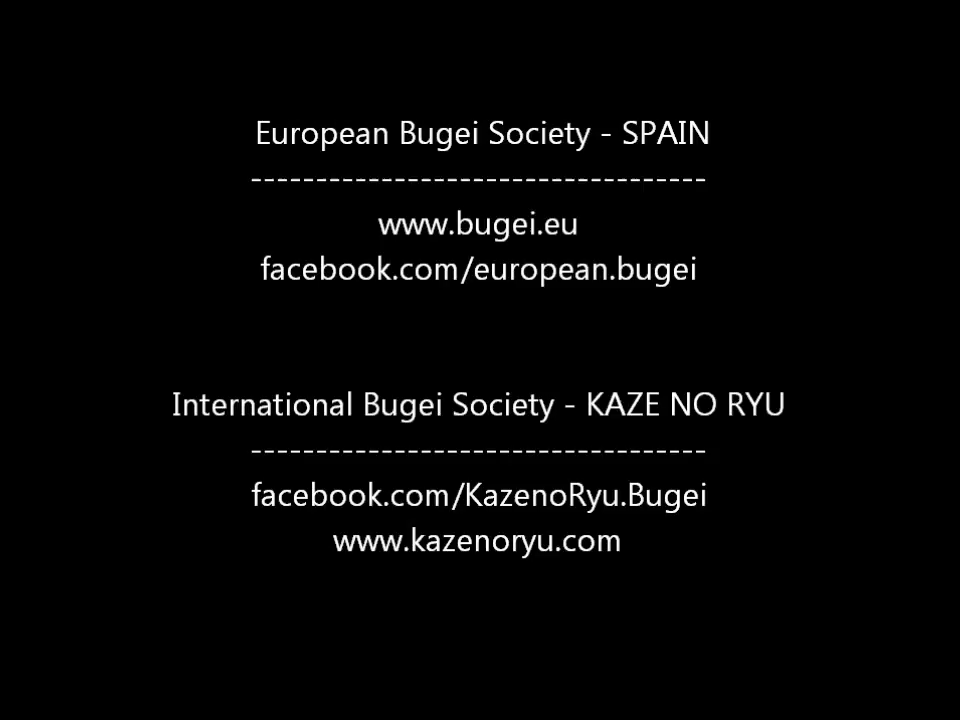 European Bugei Society - SPAIN
-----------------------------------
www.bugei.eu
facebook.com/european.bugei
International Bugei Society - KAZE NO RYU
-----------------------------------
facebook.com/KazenoRyu.Bugei
www.kazenoryu.com